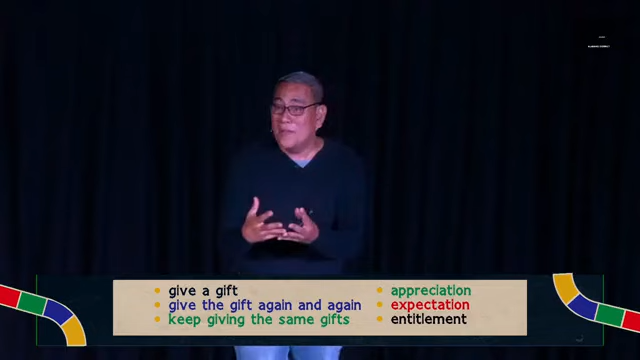 give a gift
give the gift again and again
keep giving the same gifts
appreciation
expectation
entitlement